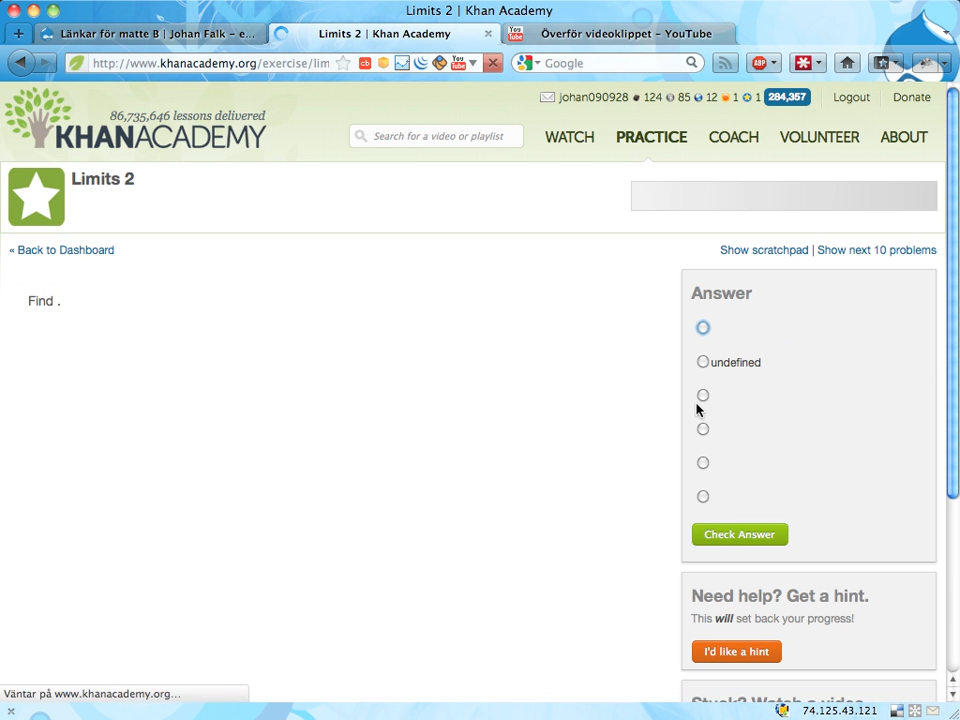 Limits 2 | Khan Academy
Länkar för matte B | Johan Falk – e...
Limits 2 | Khan Academy
Överför videoklippet – YouTube
http://www.khanacademy.org/exercise/lim
Google
86,735,646 lessons delivered
KHANACADEMY
johan090928 124 85 12 1 1 284,357 Logout Donate
Search for a video or playlist
WATCH PRACTICE COACH VOLUNTEER ABOUT
Limits 2
« Back to Dashboard
Show scratchpad | Show next 10 problems
Find .
Answer
undefined
Check Answer
Need help? Get a hint.
This will set back your progress!
I'd like a hint
Väntar på www.khanacademy.org...
74.125.43.121